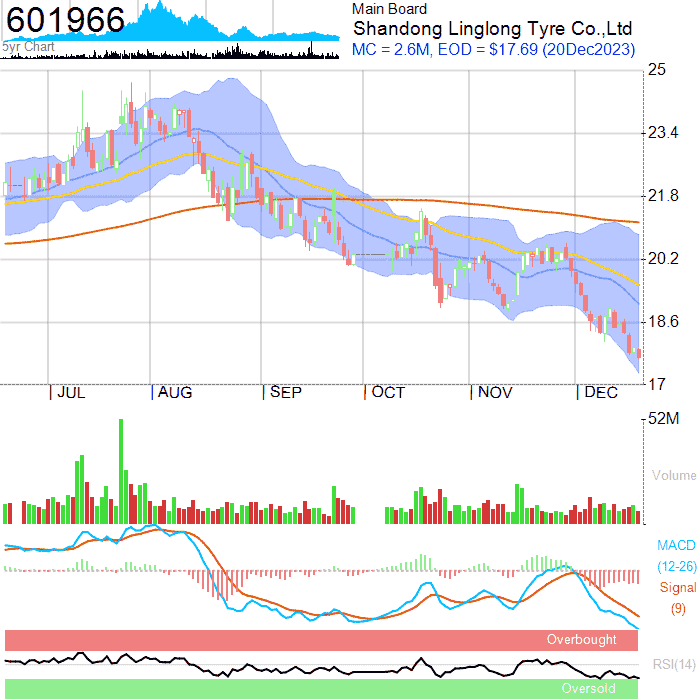 601966
Main Board
Shandong Linglong Tyre Co.,Ltd
5yr Chart
MC = 2.6M, EOD = $17.69 (20Dec2023)
25
23.4
21.8
20.2
18.6
17
JUL AUG SEP OCT NOV DEC
52M
Volume
MACD
(12-26)
Signal
(9)
Overbought
RSI(14)
Oversold